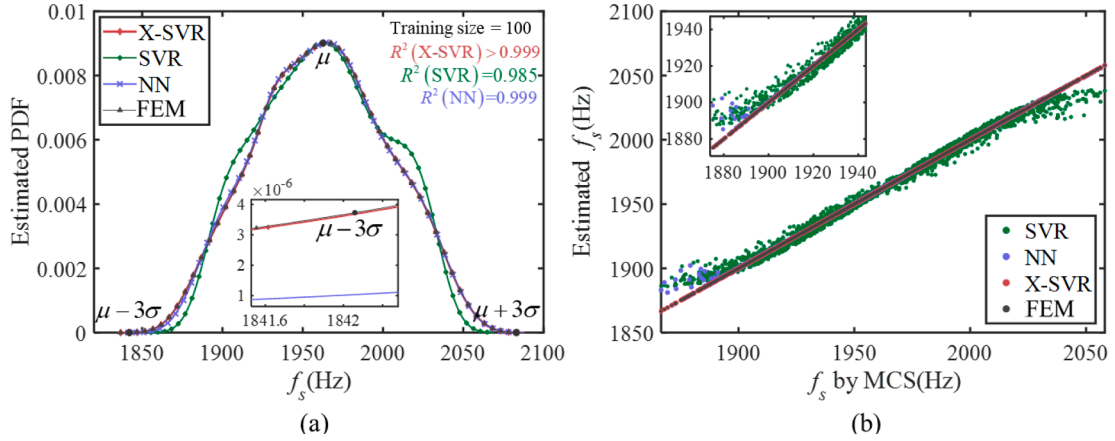 X-SVR
SVR
NN
FEM
Training size = 100
R² (X-SVR) > 0.999
R² (SVR)=0.985
R² (NN)=0.999
μ
×10⁻⁶
4
3
2
1
μ−3σ
1841.6
1842
μ−3σ
μ+3σ
0.01
0.008
0.006
0.004
0.002
0
Estimated PDF
1850
1900
1950
2000
2050
2100
f_s(Hz)
(a)
2100
2050
2000
1950
1900
1850
Estimated f_s(Hz)
1940
1920
1900
1880
1880
1900
1920
1940
SVR
NN
X-SVR
FEM
1900
1950
2000
2050
f_s by MCS(Hz)
(b)